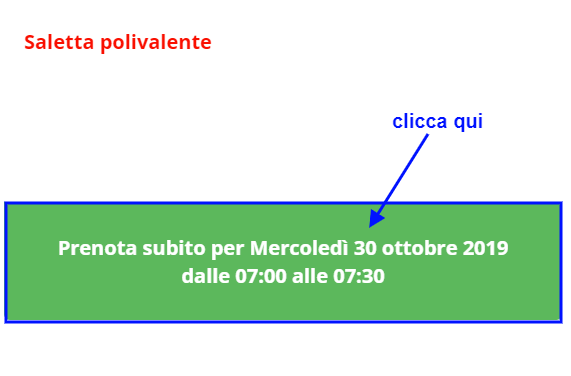 Saletta polivalente
clicca qui
Prenota subito per Mercoledì 30 ottobre 2019
dalle 07:00 alle 07:30